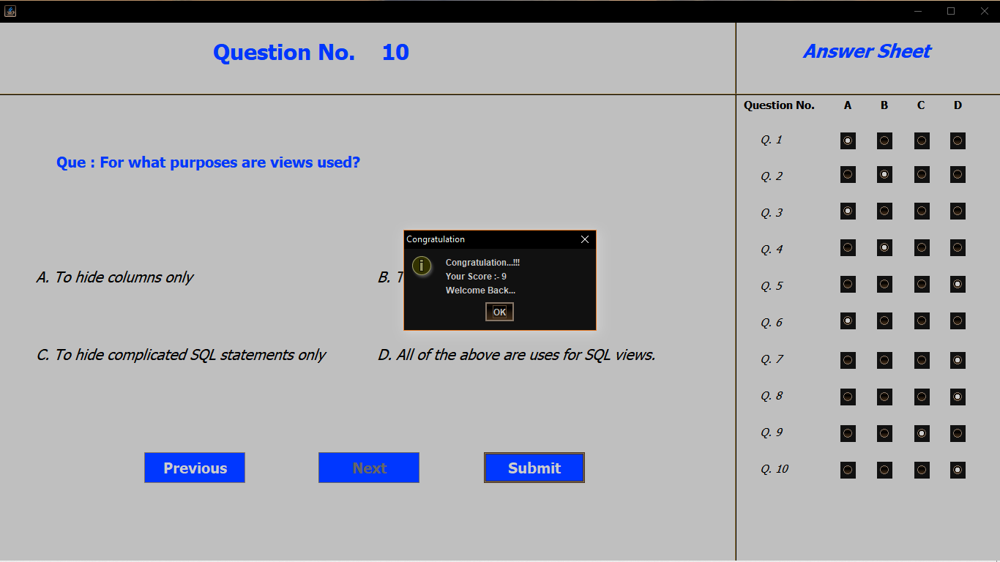 Question No. 10
Answer Sheet
Question No. A B C D
Que : For what purposes are views used?
A. To hide columns only
B.
C. To hide complicated SQL statements only
D. All of the above are uses for SQL views.
Congratulation
Congratulation...!!!
Your Score :- 9
Welcome Back...
OK
Previous
Next
Submit
Q. 1
Q. 2
Q. 3
Q. 4
Q. 5
Q. 6
Q. 7
Q. 8
Q. 9
Q. 10